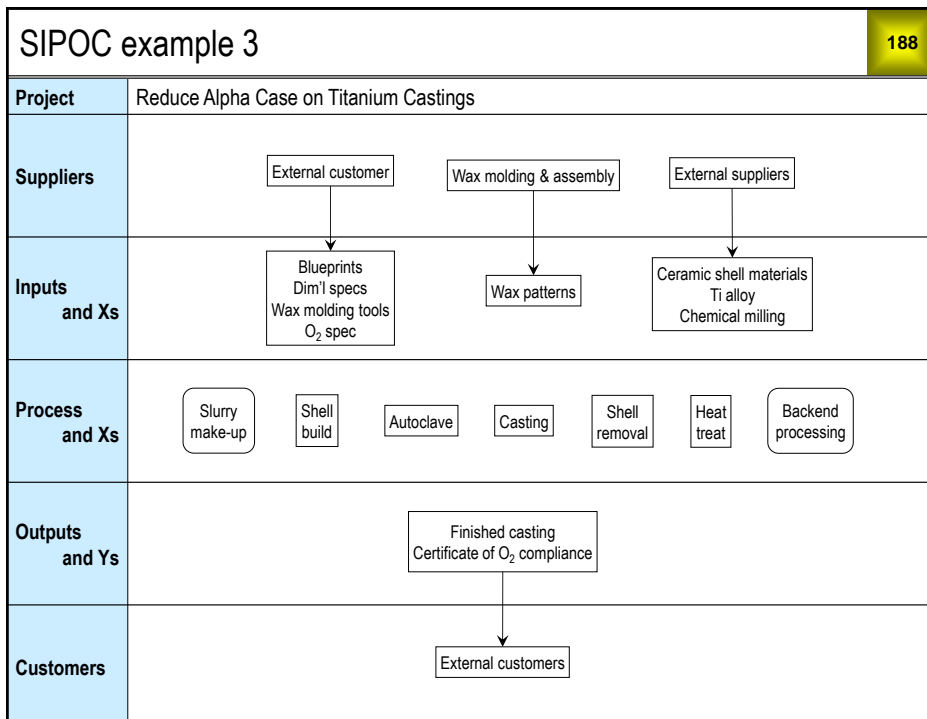 SIPOC example 3
188
Project
Reduce Alpha Case on Titanium Castings
Suppliers
External customer
Wax molding & assembly
External suppliers
Inputs
and Xs
Blueprints
Dim'l specs
Wax molding tools
O₂ spec
Wax patterns
Ceramic shell materials
Ti alloy
Chemical milling
Process
and Xs
Slurry
make-up
Shell
build
Autoclave
Casting
Shell
removal
Heat
treat
Backend
processing
Outputs
and Ys
Finished casting
Certificate of O₂ compliance
Customers
External customers